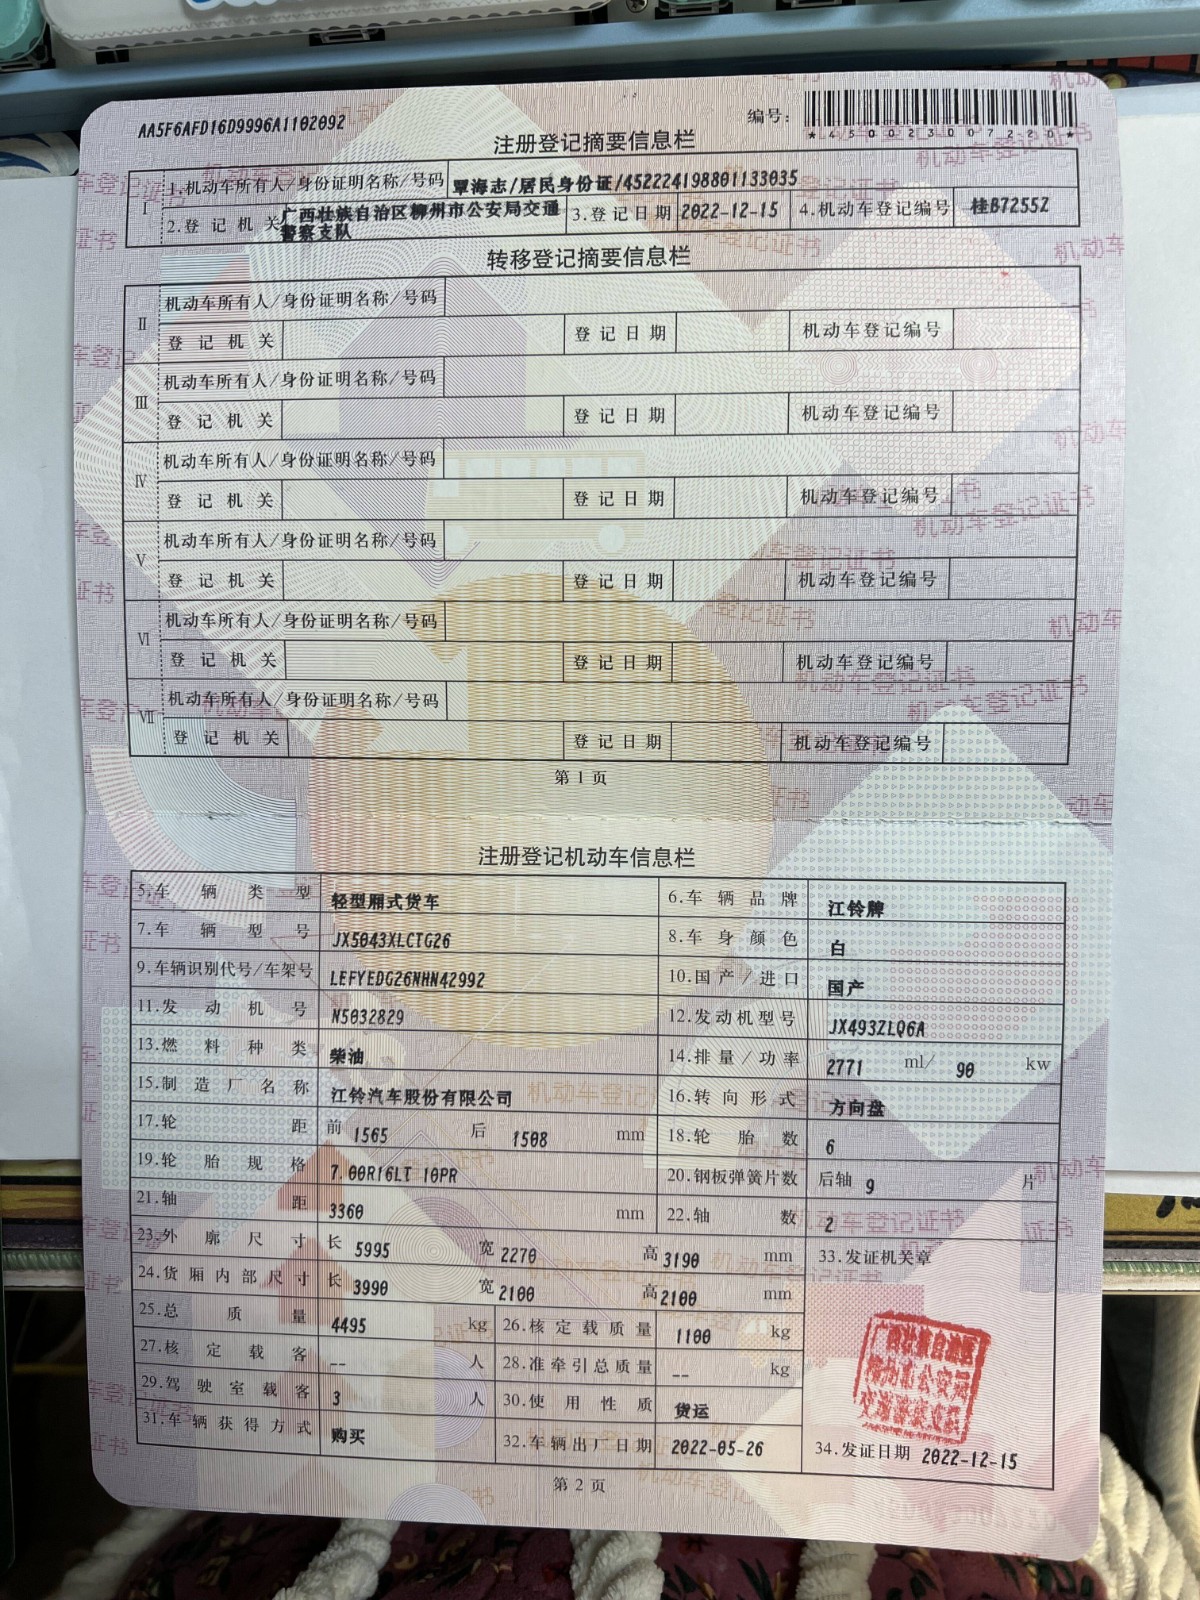 AA5F6AFD16D9996A1102092
编号：
*450023007220*
注册登记摘要信息栏
I
1.机动车所有人/身份证明名称/号码 覃海志/居民身份证/452224198801133035
2.登记机关 广西壮族自治区柳州市公安局交通警察支队 3.登记日期 2022-12-15 4.机动车登记编号 桂B7255Z
转移登记摘要信息栏
II
机动车所有人/身份证明名称/号码
登记机关 登记日期 机动车登记编号
III
机动车所有人/身份证明名称/号码
登记机关 登记日期 机动车登记编号
IV
机动车所有人/身份证明名称/号码
登记机关 登记日期 机动车登记编号
V
机动车所有人/身份证明名称/号码
登记机关 登记日期 机动车登记编号
VI
机动车所有人/身份证明名称/号码
登记机关 登记日期 机动车登记编号
VII
机动车所有人/身份证明名称/号码
登记机关 登记日期 机动车登记编号
第1页
注册登记机动车信息栏
5.车辆类型 轻型厢式货车 6.车辆品牌 江铃牌
7.车辆型号 JX5043XLCTG26 8.车身颜色 白
9.车辆识别代号/车架号 LEFYEDG26NHN42992 10.国产/进口 国产
11.发动机号 N5032829 12.发动机型号 JX493ZLQ6A
13.燃料种类 柴油 14.排量/功率 2771 ml/ 90 kw
15.制造厂名称 江铃汽车股份有限公司 16.转向形式 方向盘
17.轮距 前 1565 后 1508 mm 18.轮胎数 6
19.轮胎规格 7.00R16LT 10PR 20.钢板弹簧片数 后轴 9 片
21.轴距 3360 mm 22.轴数 2
23.外廓尺寸 长 5995 宽 2270 高 3190 mm 33.发证机关章
24.货厢内部尺寸 长 3990 宽 2100 高 2100 mm
25.总质量 4495 kg 26.核定载质量 1100 kg
27.核定载客 -- 人 28.准牵引总质量 -- kg
29.驾驶室载客 3 人 30.使用性质 货运
31.车辆获得方式 购买 32.车辆出厂日期 2022-05-26 34.发证日期 2022-12-15
第2页